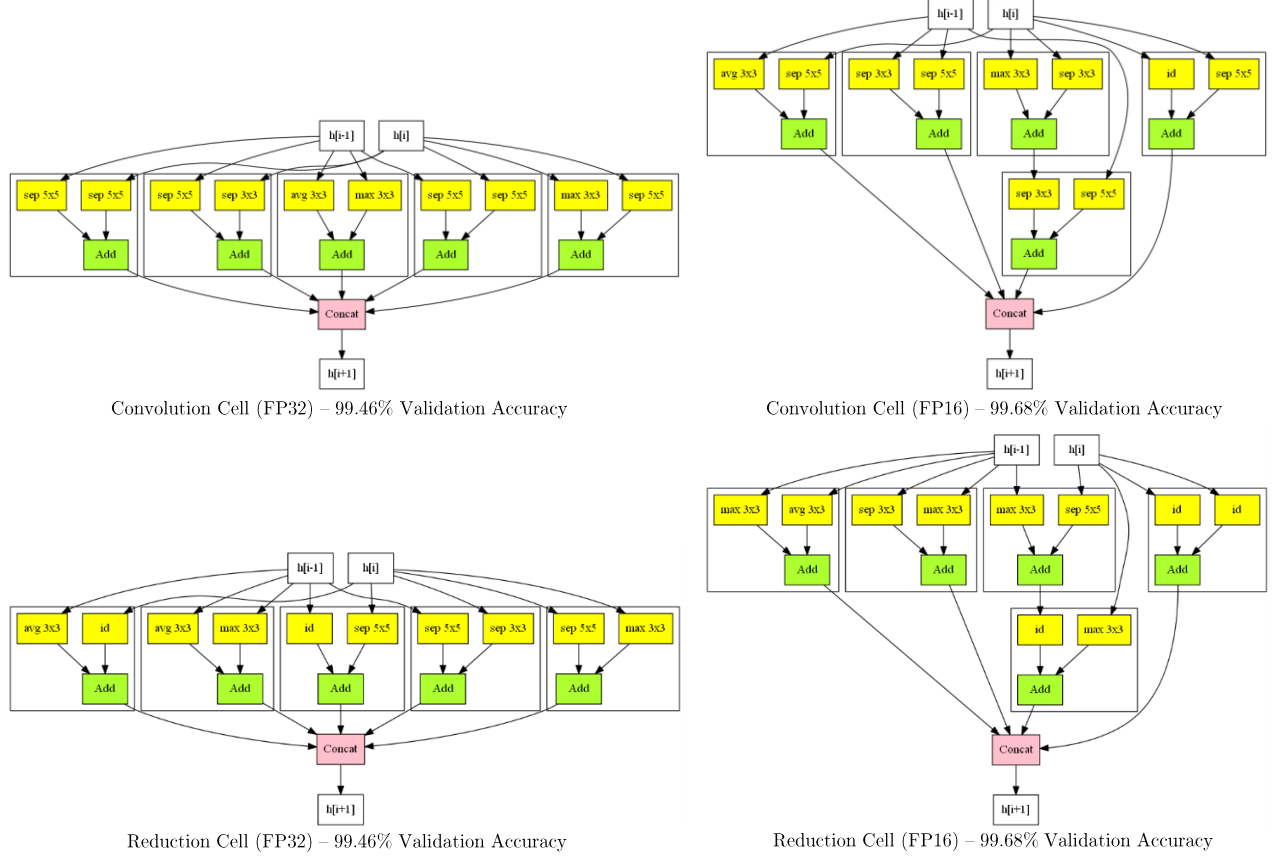 h[i-1] h[i]
sep 5x5 sep 5x5 sep 5x5 sep 3x3 avg 3x3 max 3x3 sep 5x5 sep 5x5 max 3x3 sep 5x5
Add Add Add Add Add
Concat
h[i+1]
Convolution Cell (FP32) – 99.46% Validation Accuracy
h[i-1] h[i]
avg 3x3 sep 5x5 sep 3x3 sep 5x5 max 3x3 sep 3x3 id sep 5x5
Add Add Add Add
sep 3x3 sep 5x5
Add
Concat
h[i+1]
Convolution Cell (FP16) – 99.68% Validation Accuracy
h[i-1] h[i]
avg 3x3 id avg 3x3 max 3x3 id sep 5x5 sep 5x5 sep 3x3 sep 5x5 max 3x3
Add Add Add Add Add
Concat
h[i+1]
Reduction Cell (FP32) – 99.46% Validation Accuracy
h[i-1] h[i]
max 3x3 avg 3x3 sep 3x3 max 3x3 max 3x3 sep 5x5 id id
Add Add Add Add
id max 3x3
Add
Concat
h[i+1]
Reduction Cell (FP16) – 99.68% Validation Accuracy